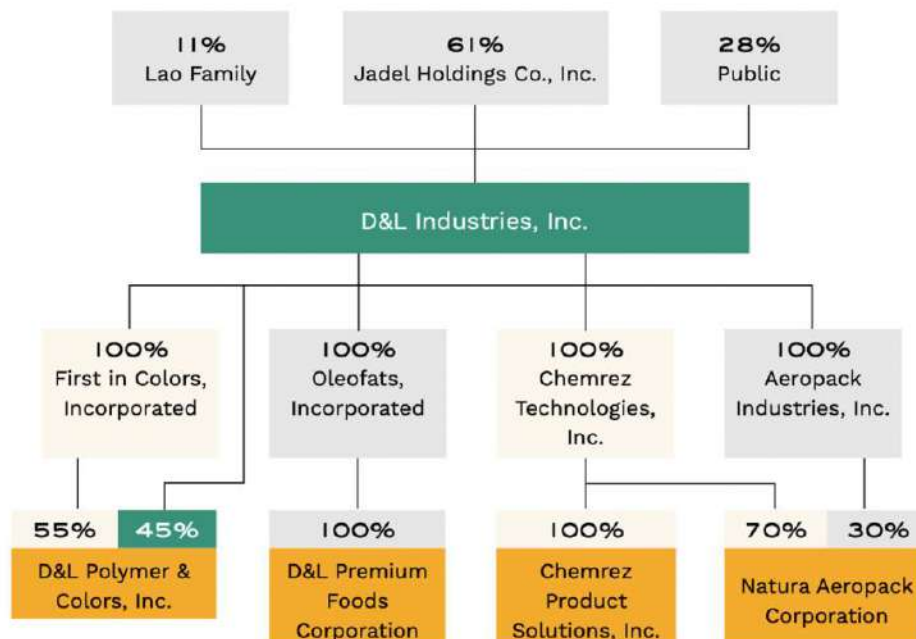 11%
Lao Family
61%
Jadel Holdings Co., Inc.
28%
Public
D&L Industries, Inc.
100%
First in Colors,
Incorporated
100%
Oleofats,
Incorporated
100%
Chemrez
Technologies,
Inc.
100%
Aeropack
Industries, Inc.
55%
45%
D&L Polymer &
Colors, Inc.
100%
D&L Premium
Foods
Corporation
100%
Chemrez
Product
Solutions, Inc.
70%
30%
Natura Aeropack
Corporation